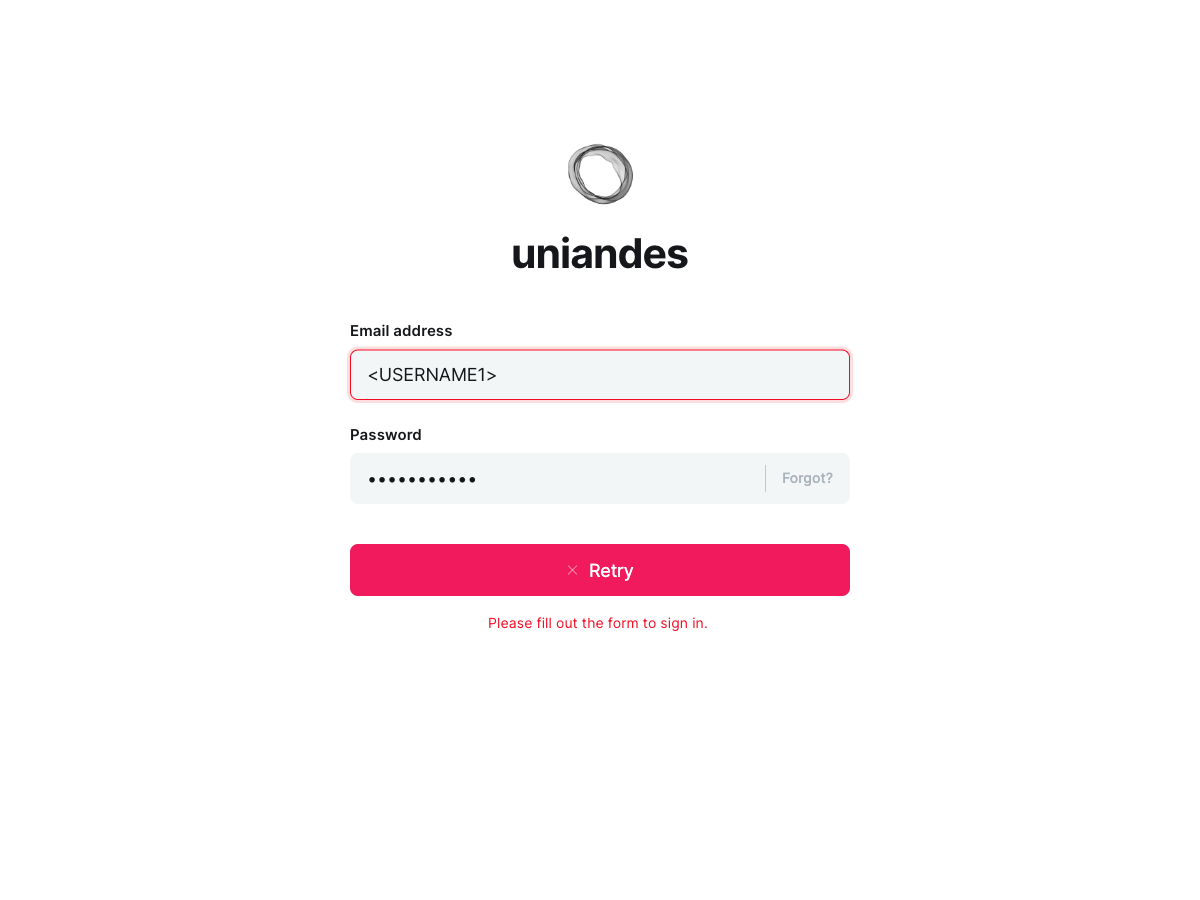 uniandes
Email address
<USERNAME1>
Password
•••••••••••
Forgot?
× Retry
Please fill out the form to sign in.